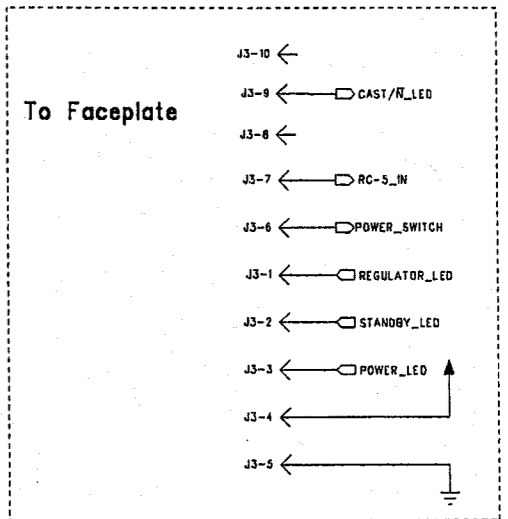 To Faceplate
J3-10
J3-9 CAST/N̅_LED
J3-8
J3-7 RC-5_IN
J3-6 POWER_SWITCH
J3-1 REGULATOR_LED
J3-2 STANDBY_LED
J3-3 POWER_LED
J3-4
J3-5